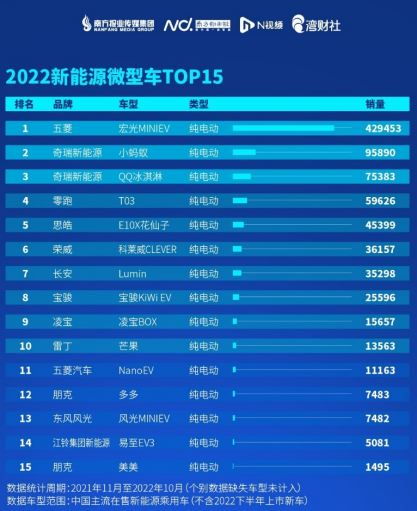 南方报业传媒集团 NANFANG MEDIA GROUP N视频 湾财社
2022新能源微型车TOP15
排名 品牌 车型 类型 销量
1 五菱 宏光MINIEV 纯电动 429453
2 奇瑞新能源 小蚂蚁 纯电动 95890
3 奇瑞新能源 QQ冰淇淋 纯电动 75383
4 零跑 T03 纯电动 59626
5 思皓 E10X花仙子 纯电动 45399
6 荣威 科莱威CLEVER 纯电动 36157
7 长安 Lumin 纯电动 35298
8 宝骏 宝骏KiWi EV 纯电动 25596
9 凌宝 凌宝BOX 纯电动 15657
10 雷丁 芒果 纯电动 13563
11 五菱汽车 NanoEV 纯电动 11163
12 朋克 多多 纯电动 7483
13 东风风光 风光MINIEV 纯电动 7482
14 江铃集团新能源 易至EV3 纯电动 5081
15 朋克 美美 纯电动 1495
数据统计周期:2021年11月至2022年10月(个别数据缺失车型未计入)
数据车型范围:中国主流在售新能源乘用车(不含2022下半年上市新车)